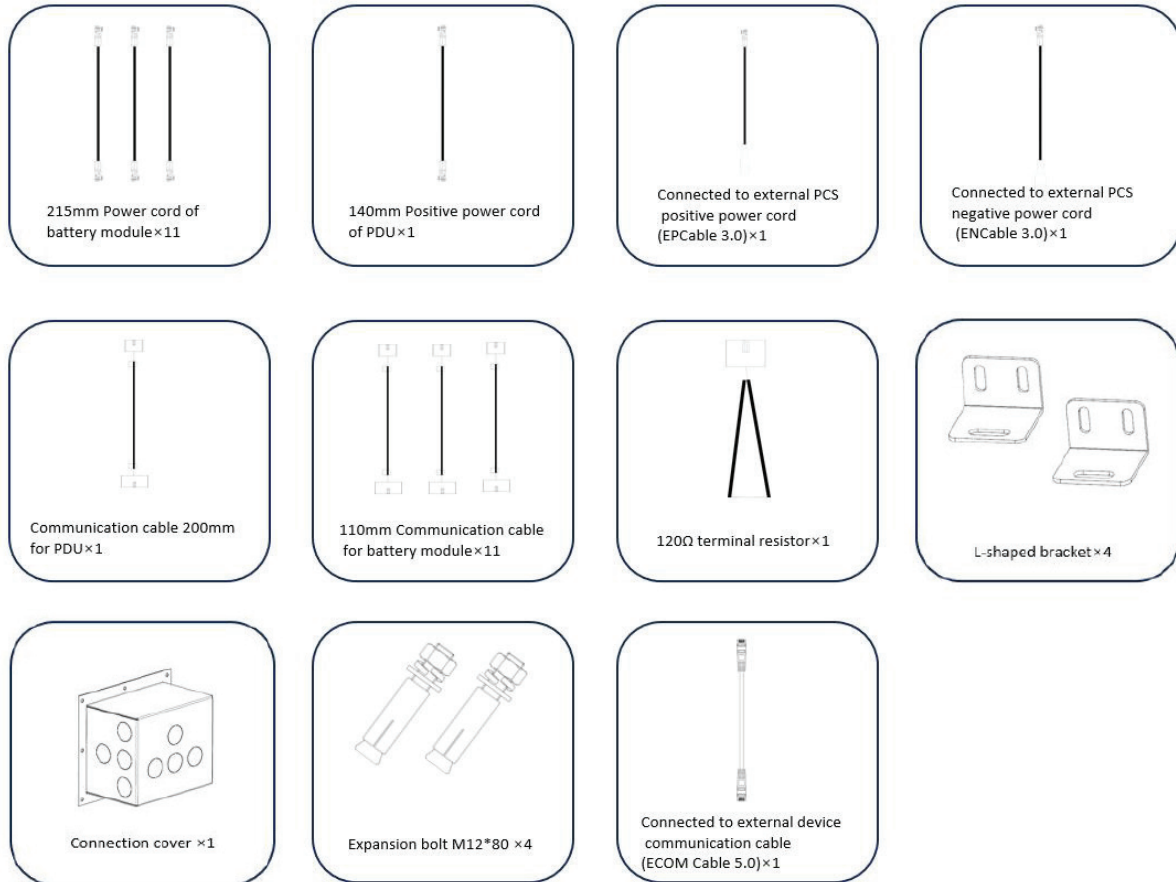 215mm Power cord of
battery module×11
140mm Positive power cord
of PDU×1
Connected to external PCS
positive power cord
(EPCable 3.0)×1
Connected to external PCS
negative power cord
(ENCable 3.0)×1
Communication cable 200mm
for PDU×1
110mm Communication cable
for battery module×11
120Ω terminal resistor×1
L-shaped bracket×4
Connection cover ×1
Expansion bolt M12*80 ×4
Connected to external device
communication cable
(ECOM Cable 5.0)×1